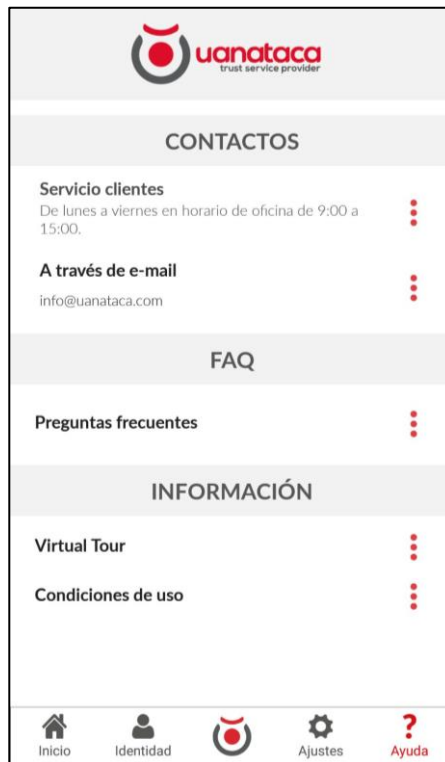 uanataca
trust service provider
CONTACTOS
Servicio clientes
De lunes a viernes en horario de oficina de 9:00 a
15:00.
A través de e-mail
info@uanataca.com
FAQ
Preguntas frecuentes
INFORMACIÓN
Virtual Tour
Condiciones de uso
Inicio Identidad Ajustes Ayuda